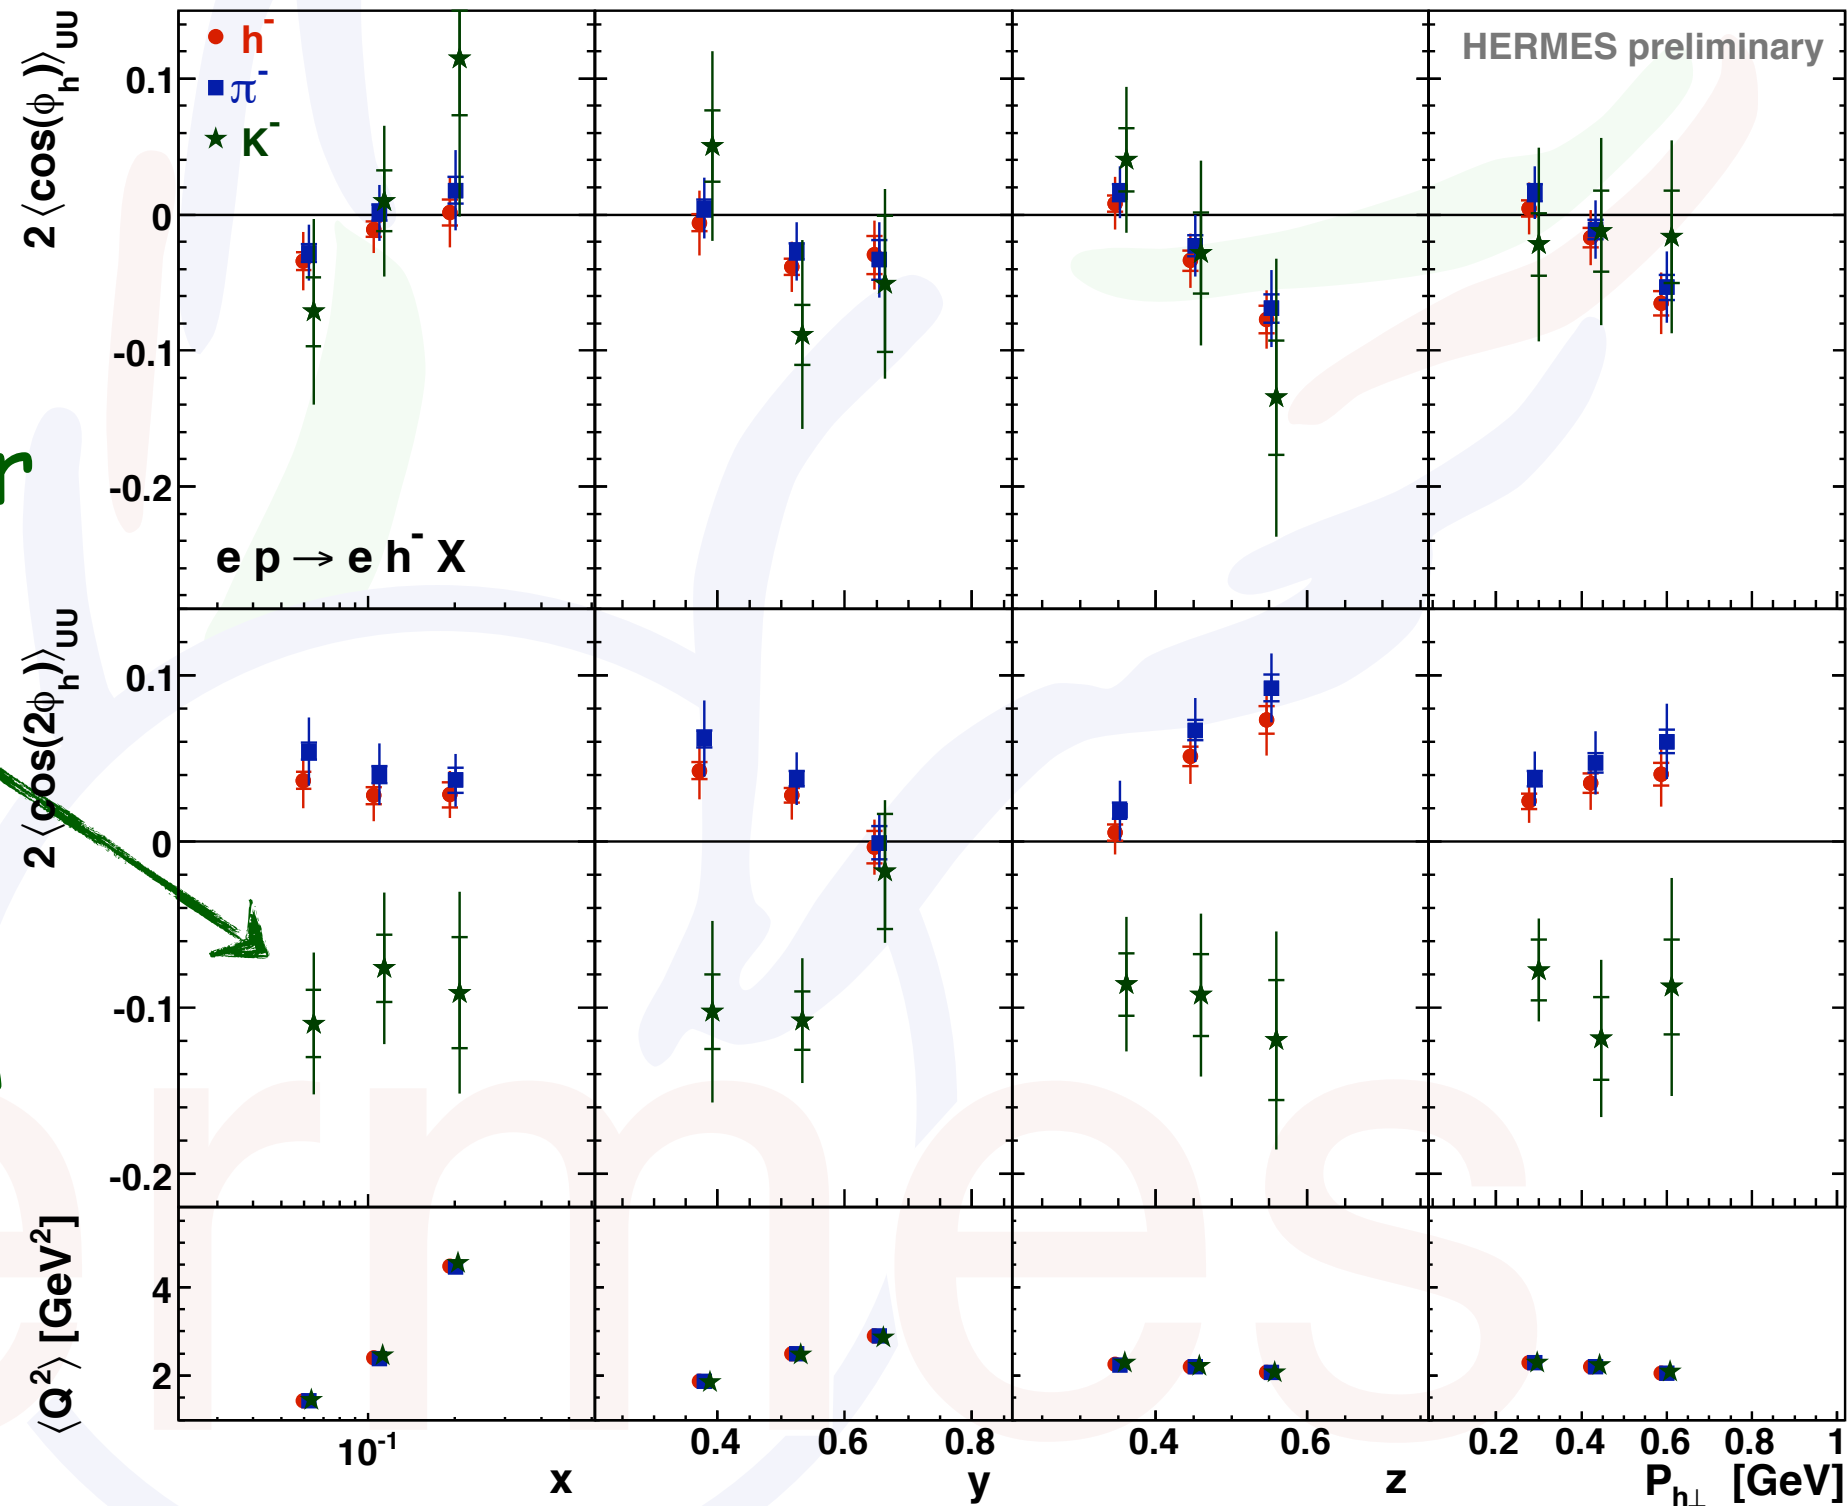 2 ⟨cos(ϕh)⟩UU
0.1
0
-0.1
-0.2
h-
π-
K-
e p → e h- X
HERMES preliminary
2 ⟨cos(2ϕh)⟩UU
0.1
0
-0.1
-0.2
⟨Q2⟩ [GeV2]
4
2
10-1
0.4 0.6 0.8
0.4 0.6
0.2 0.4 0.6 0.8 1
x
y
z
Ph⊥ [GeV]
ermes